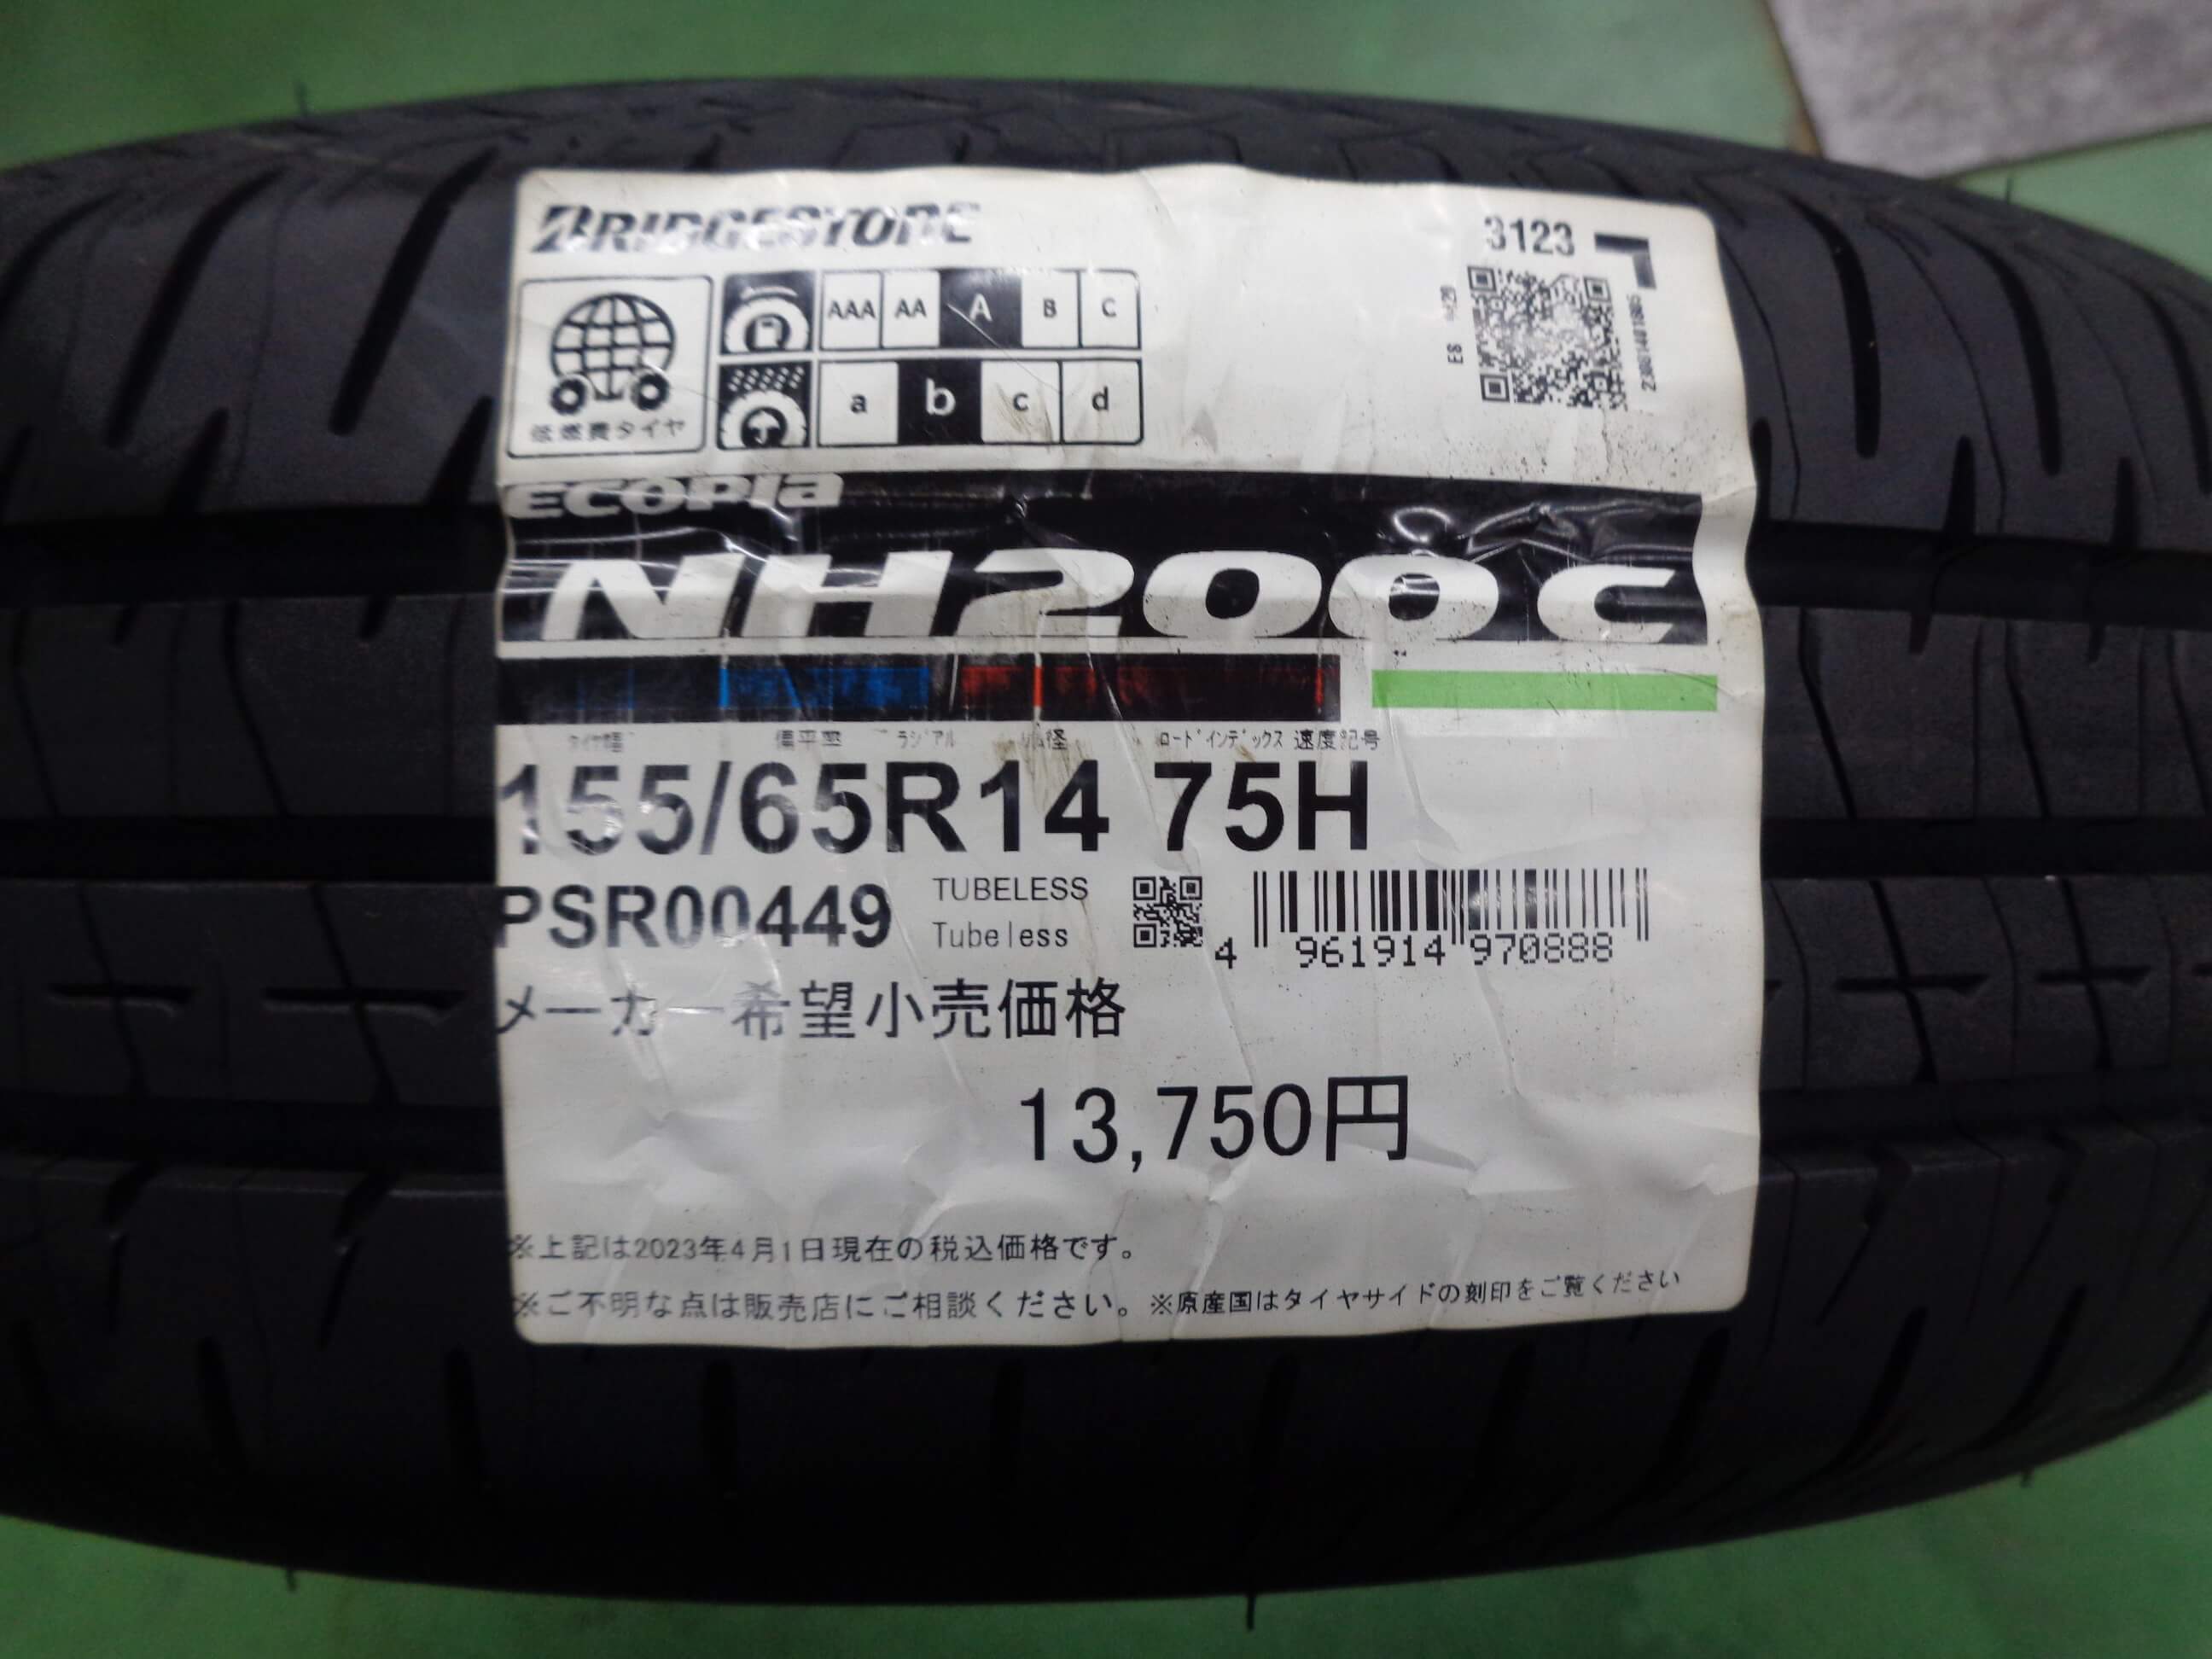 BRIDGESTONE
3123
AAA AA A B C
a b c d
低燃費タイヤ
ECOPIA
NH200 C
偏平率 ラジアル リム径 ロードインデックス 速度記号
155/65R14 75H
PSR00449
TUBELESS
Tubeless
4 961914 970888
メーカー希望小売価格
13,750円
※上記は2023年4月1日現在の税込価格です。
※ご不明な点は販売店にご相談ください。※原産国はタイヤサイドの刻印をご覧ください